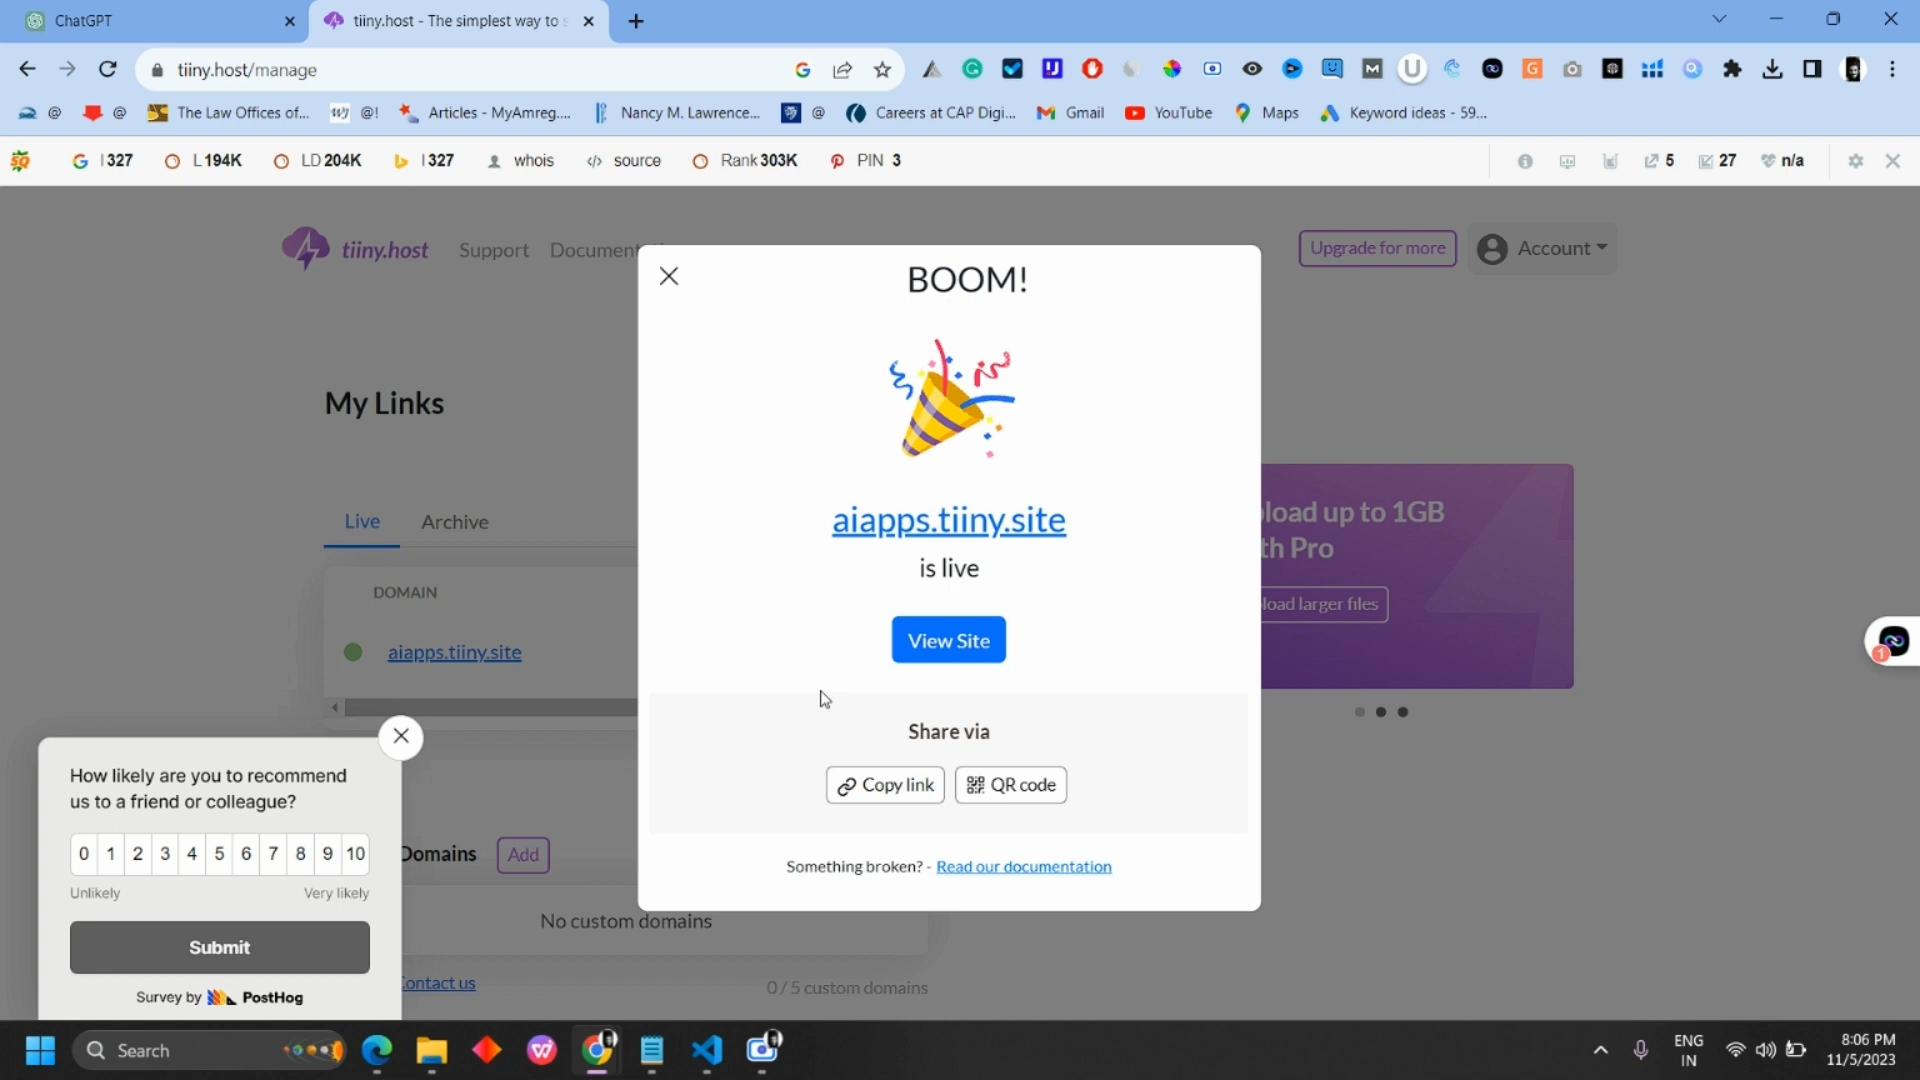 ChatGPT
tiiny.host - The simplest way to s
tiiny.host/manage
@
@
The Law Offices of...
@!
Articles - MyAmreg....
Nancy M. Lawrence...
@
Careers at CAP Digi...
Gmail
YouTube
Maps
Keyword ideas - 59...
SQ
I 327
L 194K
LD 204K
I 327
whois
source
Rank 303K
PIN 3
5
27
n/a
tiiny.host
Support
Document
Upgrade for more
Account
BOOM!
My Links
aiapps.tiiny.site
is live
View Site
Live
Archive
DOMAIN
aiapps.tiiny.site
load up to 1GB
th Pro
load larger files
1
Share via
Copy link
QR code
Something broken? - Read our documentation
How likely are you to recommend
us to a friend or colleague?
0 1 2 3 4 5 6 7 8 9 10
Unlikely
Very likely
Submit
Survey by PostHog
Domains
Add
No custom domains
ontact us
0 / 5 custom domains
Search
ENG
IN
8:06 PM
11/5/2023